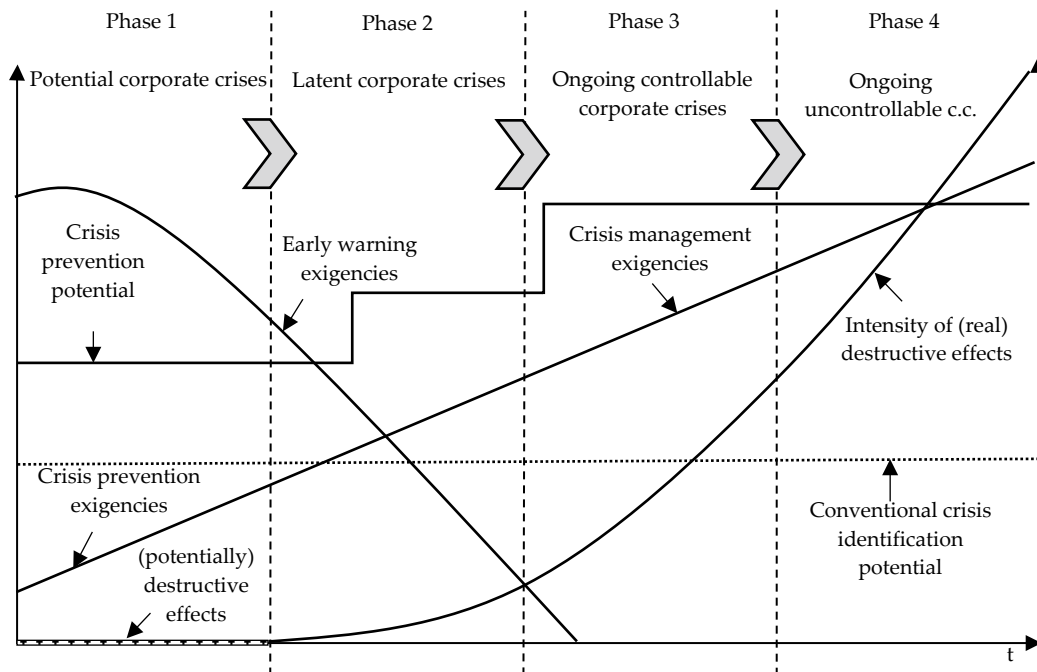 Phase 1
Phase 2
Phase 3
Phase 4
Potential corporate crises
Latent corporate crises
Ongoing controllable
corporate crises
Ongoing
uncontrollable c.c.
Crisis
prevention
potential
Early warning
exigencies
Crisis management
exigencies
Intensity of (real)
destructive effects
Crisis prevention
exigencies
(potentially)
destructive
effects
Conventional crisis
identification
potential
t